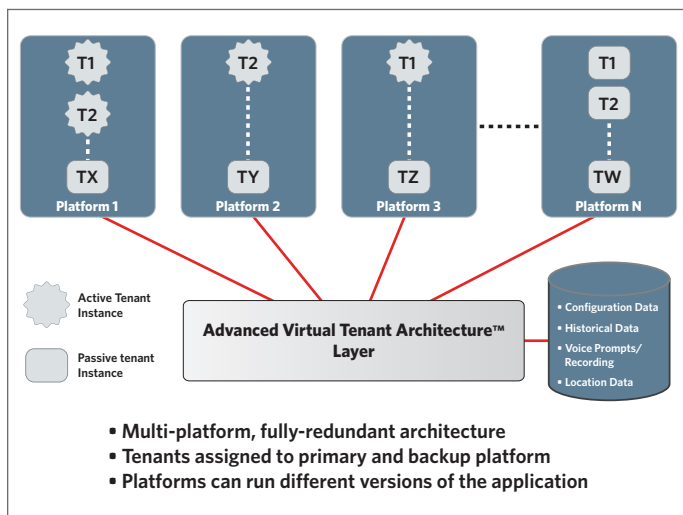 T1
T2
TX
Platform 1
T2
TY
Platform 2
T1
TZ
Platform 3
T1
T2
TW
Platform N
Active Tenant
Instance
Passive tenant
Instance
Advanced Virtual Tenant Architecture™
Layer
• Configuration Data
• Historical Data
• Voice Prompts/
Recording
• Location Data
• Multi-platform, fully-redundant architecture
• Tenants assigned to primary and backup platform
• Platforms can run different versions of the application